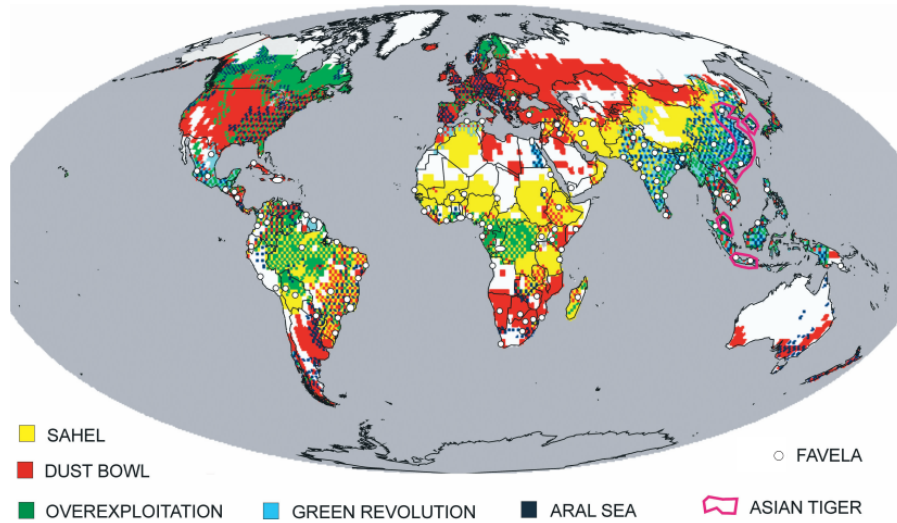 SAHEL
DUST BOWL
FAVELA
OVEREXPLOITATION
GREEN REVOLUTION
ARAL SEA
ASIAN TIGER